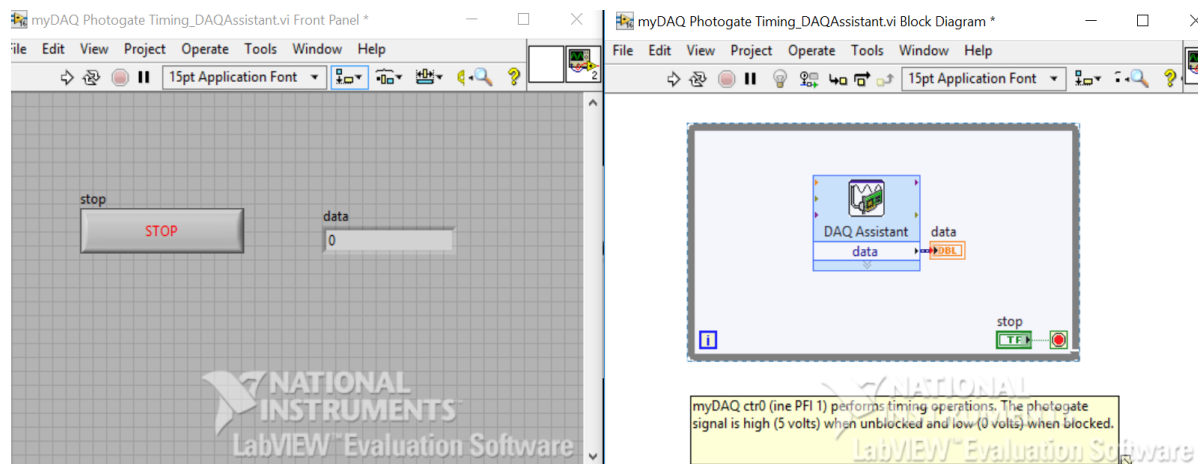 myDAQ Photogate Timing_DAQAssistant.vi Front Panel *
File Edit View Project Operate Tools Window Help
15pt Application Font
2
stop
STOP
data
0
NATIONAL
INSTRUMENTS
LabVIEW™ Evaluation Software
myDAQ Photogate Timing_DAQAssistant.vi Block Diagram *
File Edit View Project Operate Tools Window Help
15pt Application Font
DAQ Assistant
data
data
DBL
stop
TF
i
myDAQ ctr0 (ine PFI 1) performs timing operations. The photogate
signal is high (5 volts) when unblocked and low (0 volts) when blocked.
NATIONAL
INSTRUMENTS
LabVIEW™ Evaluation Software